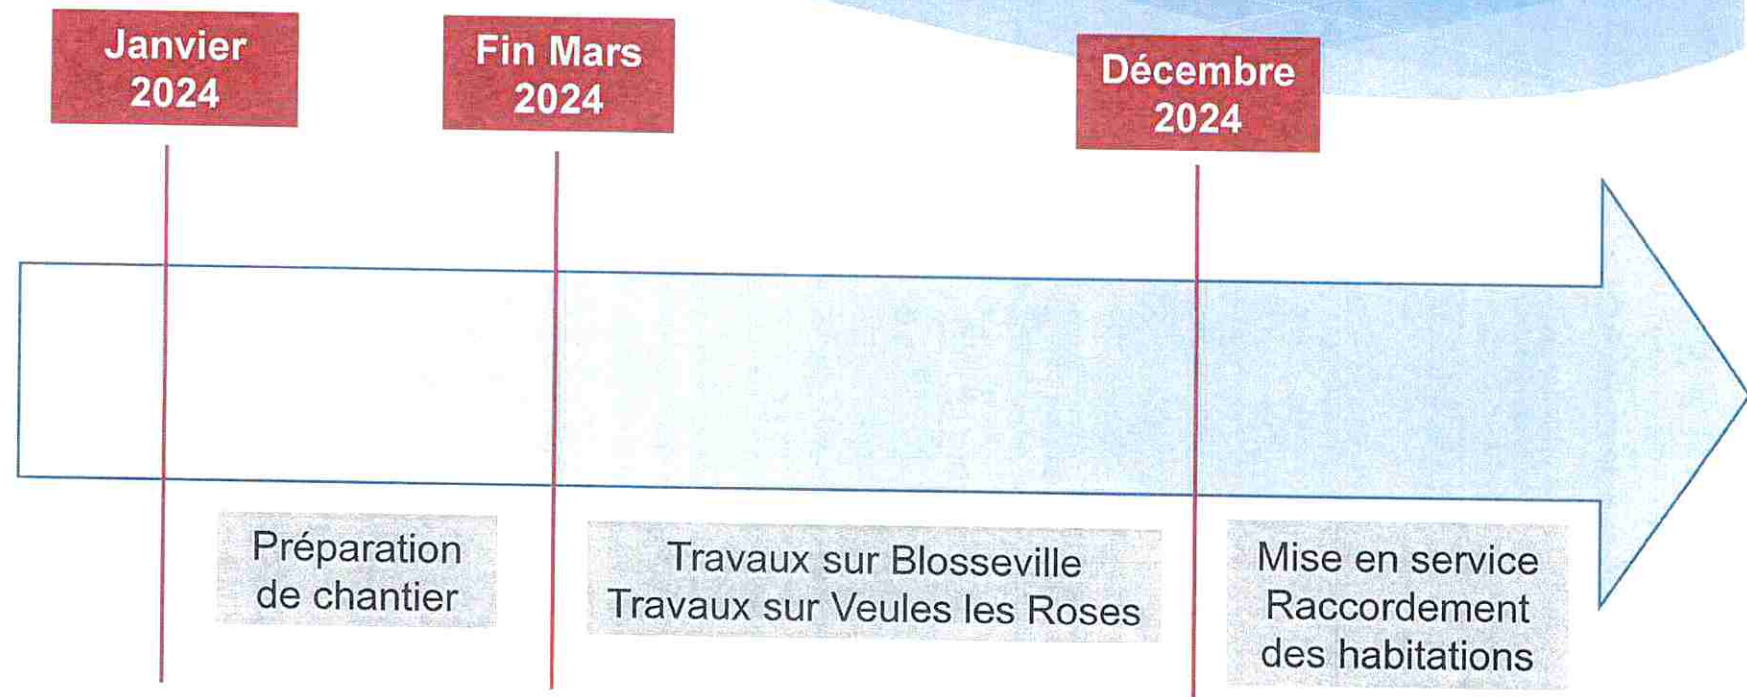 Janvier
2024
Fin Mars
2024
Décembre
2024
Préparation
de chantier
Travaux sur Blosseville
Travaux sur Veules les Roses
Mise en service
Raccordement
des habitations